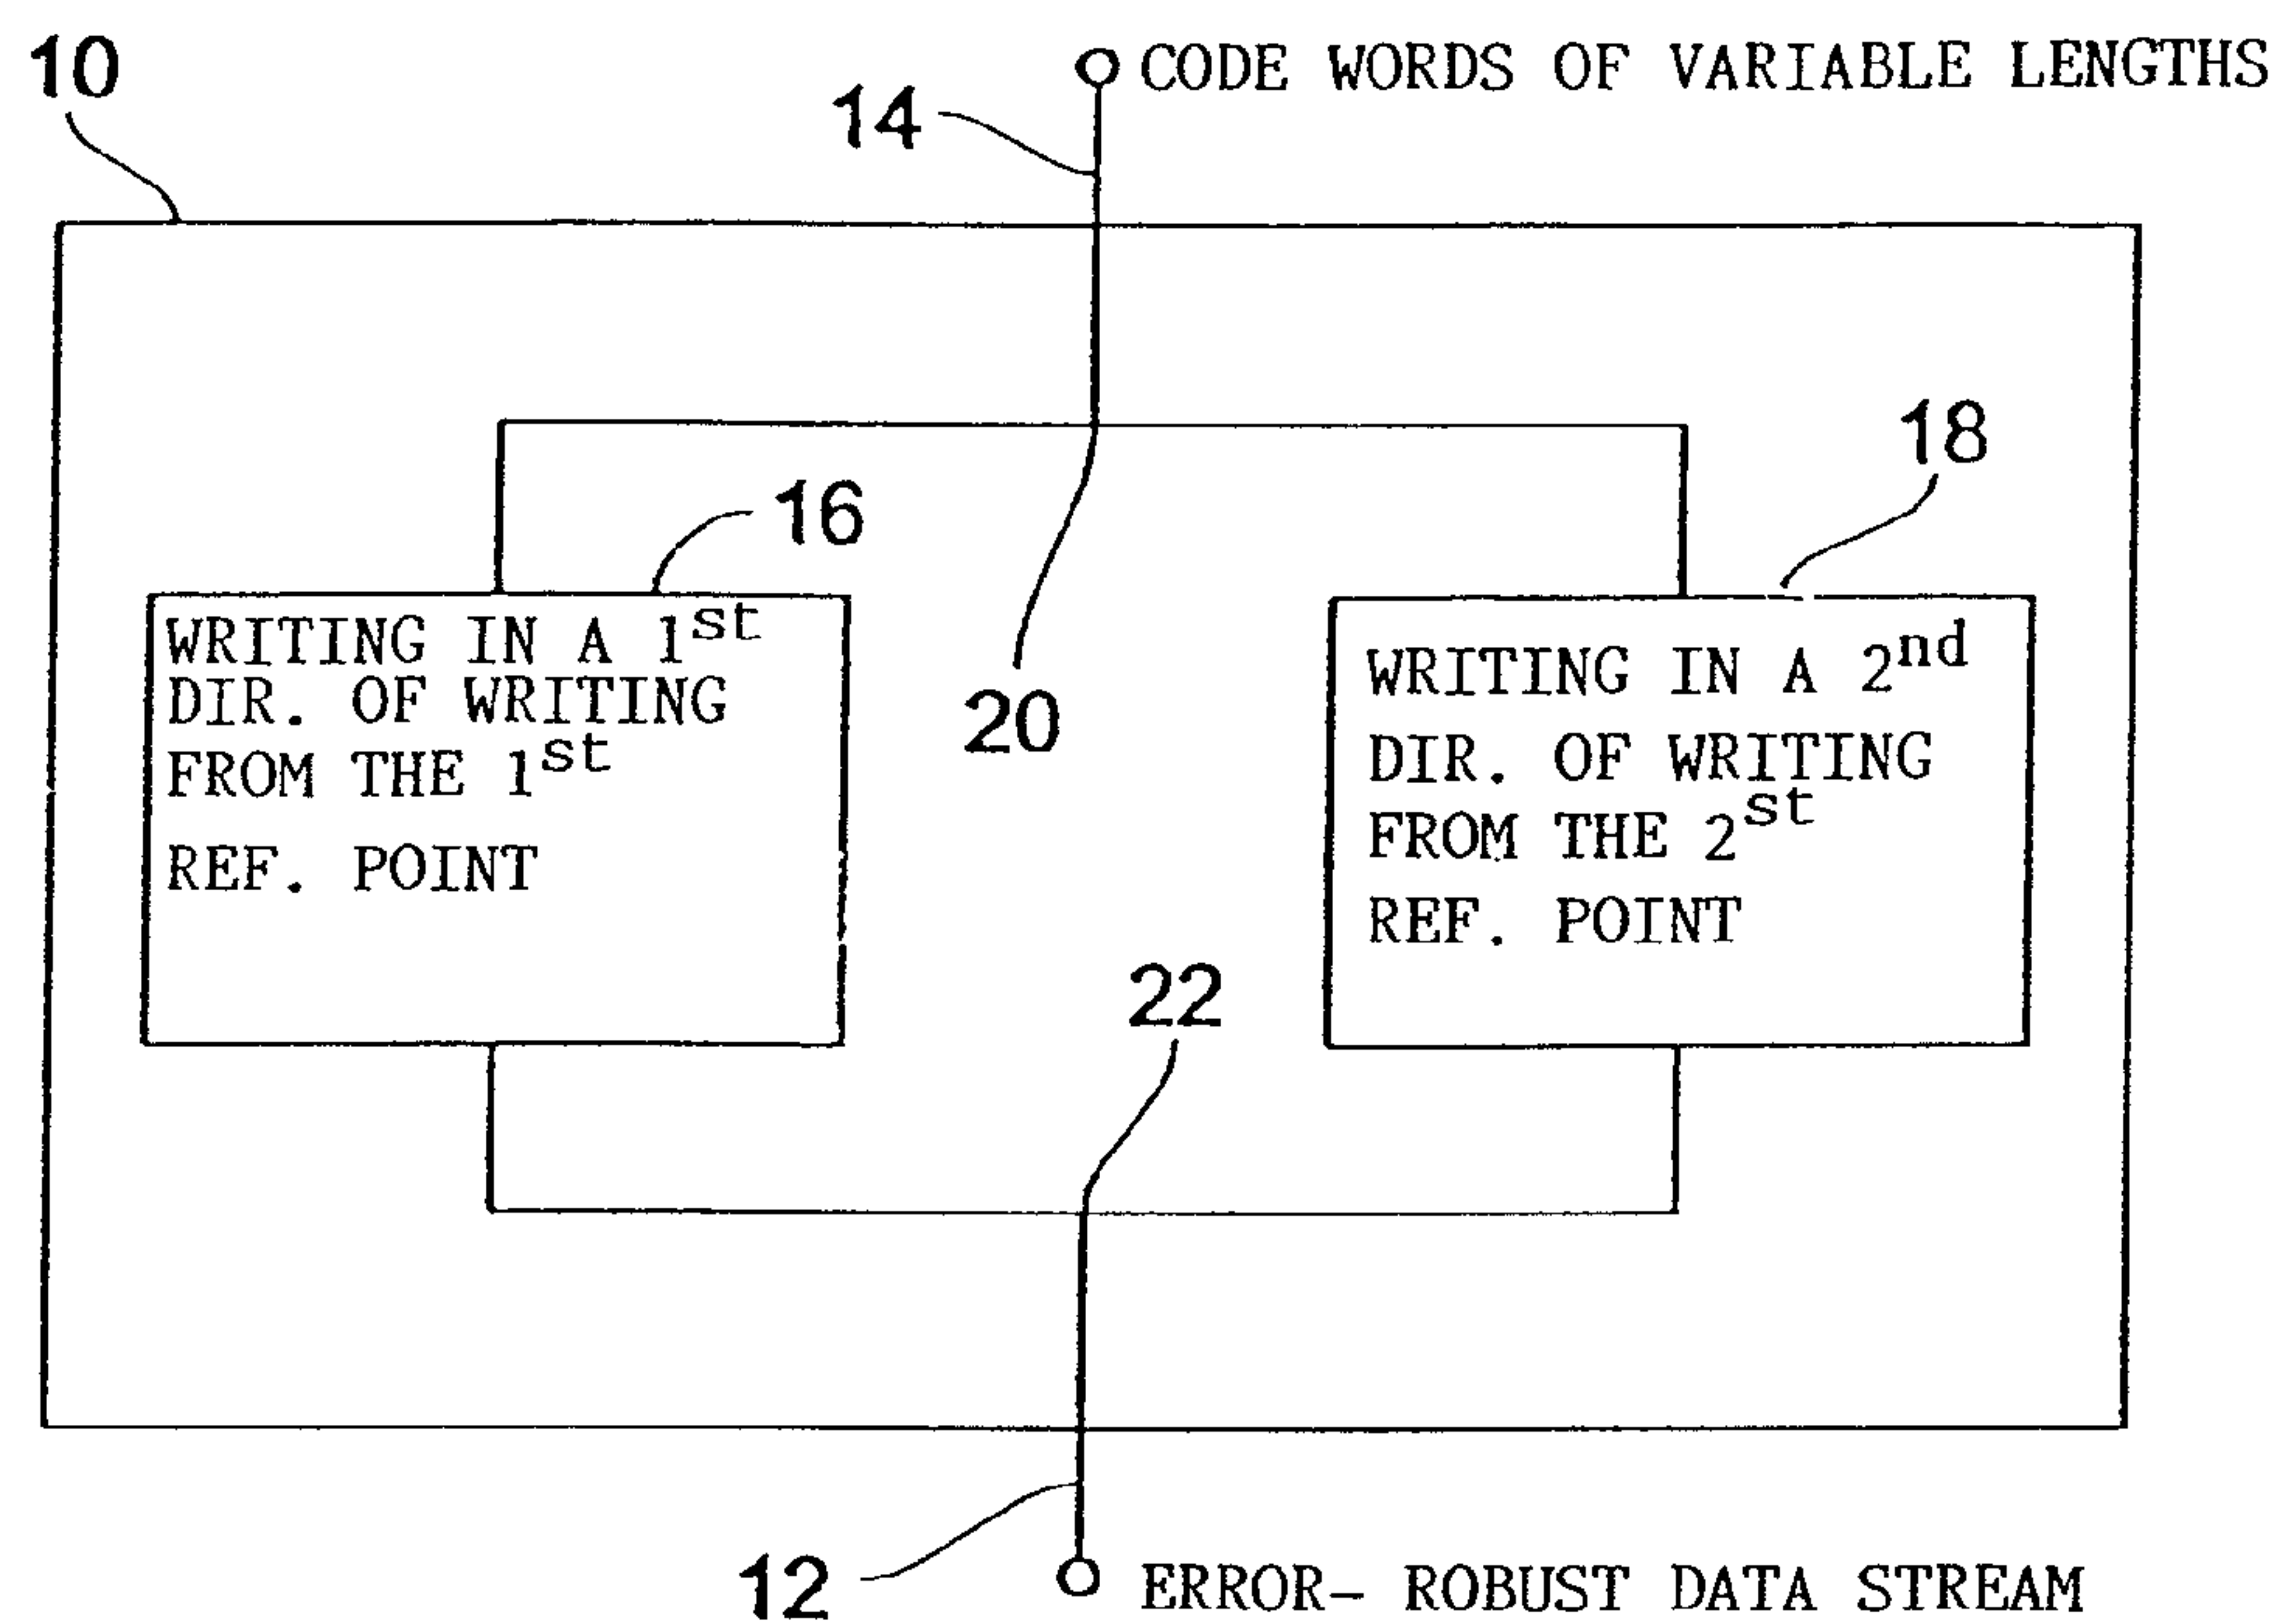 10
CODE WORDS OF VARIABLE LENGTHS
14
18
16
WRITING IN A 1st
DIR. OF WRITING
FROM THE 1st
REF. POINT
20
WRITING IN A 2nd
DIR. OF WRITING
FROM THE 2st
REF. POINT
22
12
ERROR- ROBUST DATA STREAM